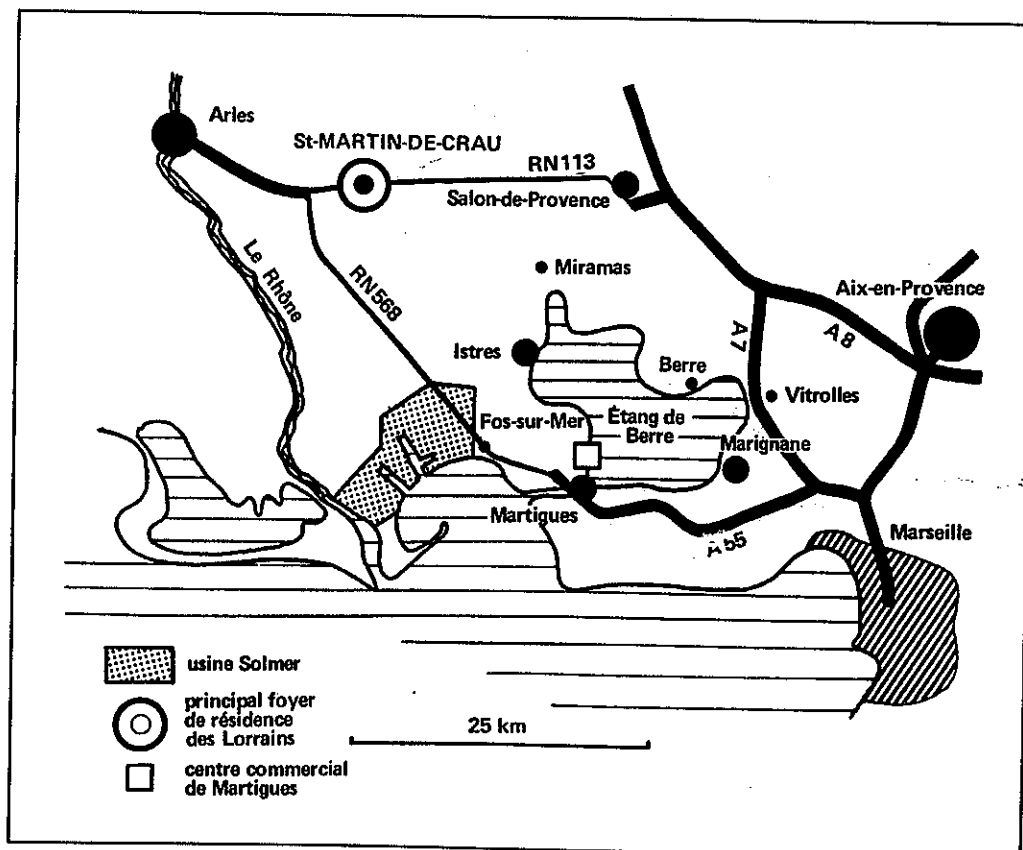 Arles
St-MARTIN-DE-CRAU
RN113
Salon-de-Provence
Le Rhône
RN568
Miramas
Aix-en-Provence
A7
A8
Istres
Berre
Vitrolles
Étang de
Berre
Fos-sur-Mer
Marignane
Martigues
A55
Marseille
usine Solmer
principal foyer
de résidence
des Lorrains
25 km
centre commercial
de Martigues